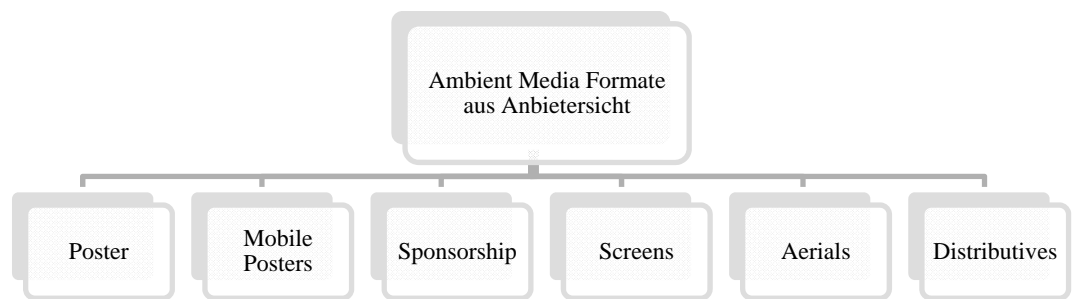 Ambient Media Formate
aus Anbietersicht
Poster
Mobile
Posters
Sponsorship
Screens
Aerials
Distributives